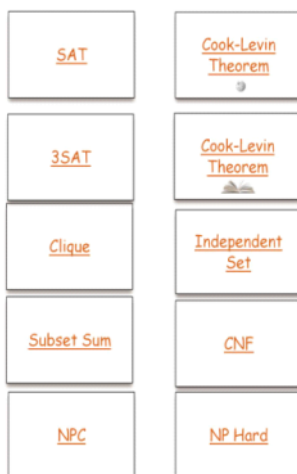 SAT
Cook-Levin
Theorem
3SAT
Cook-Levin
Theorem
Clique
Independent
Set
Subset Sum
CNF
NPC
NP Hard